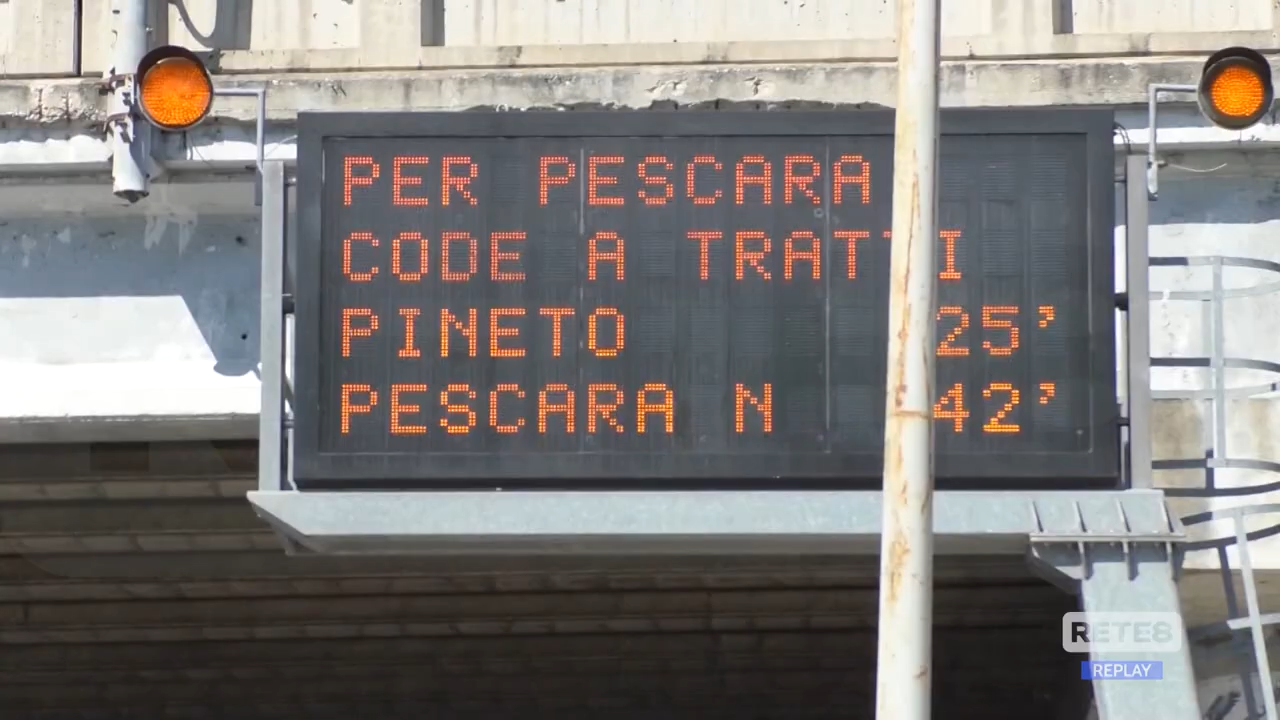 PER PESCARA
CODE A TRATTI
PINETO 25'
PESCARA N 42'
RETE8
REPLAY